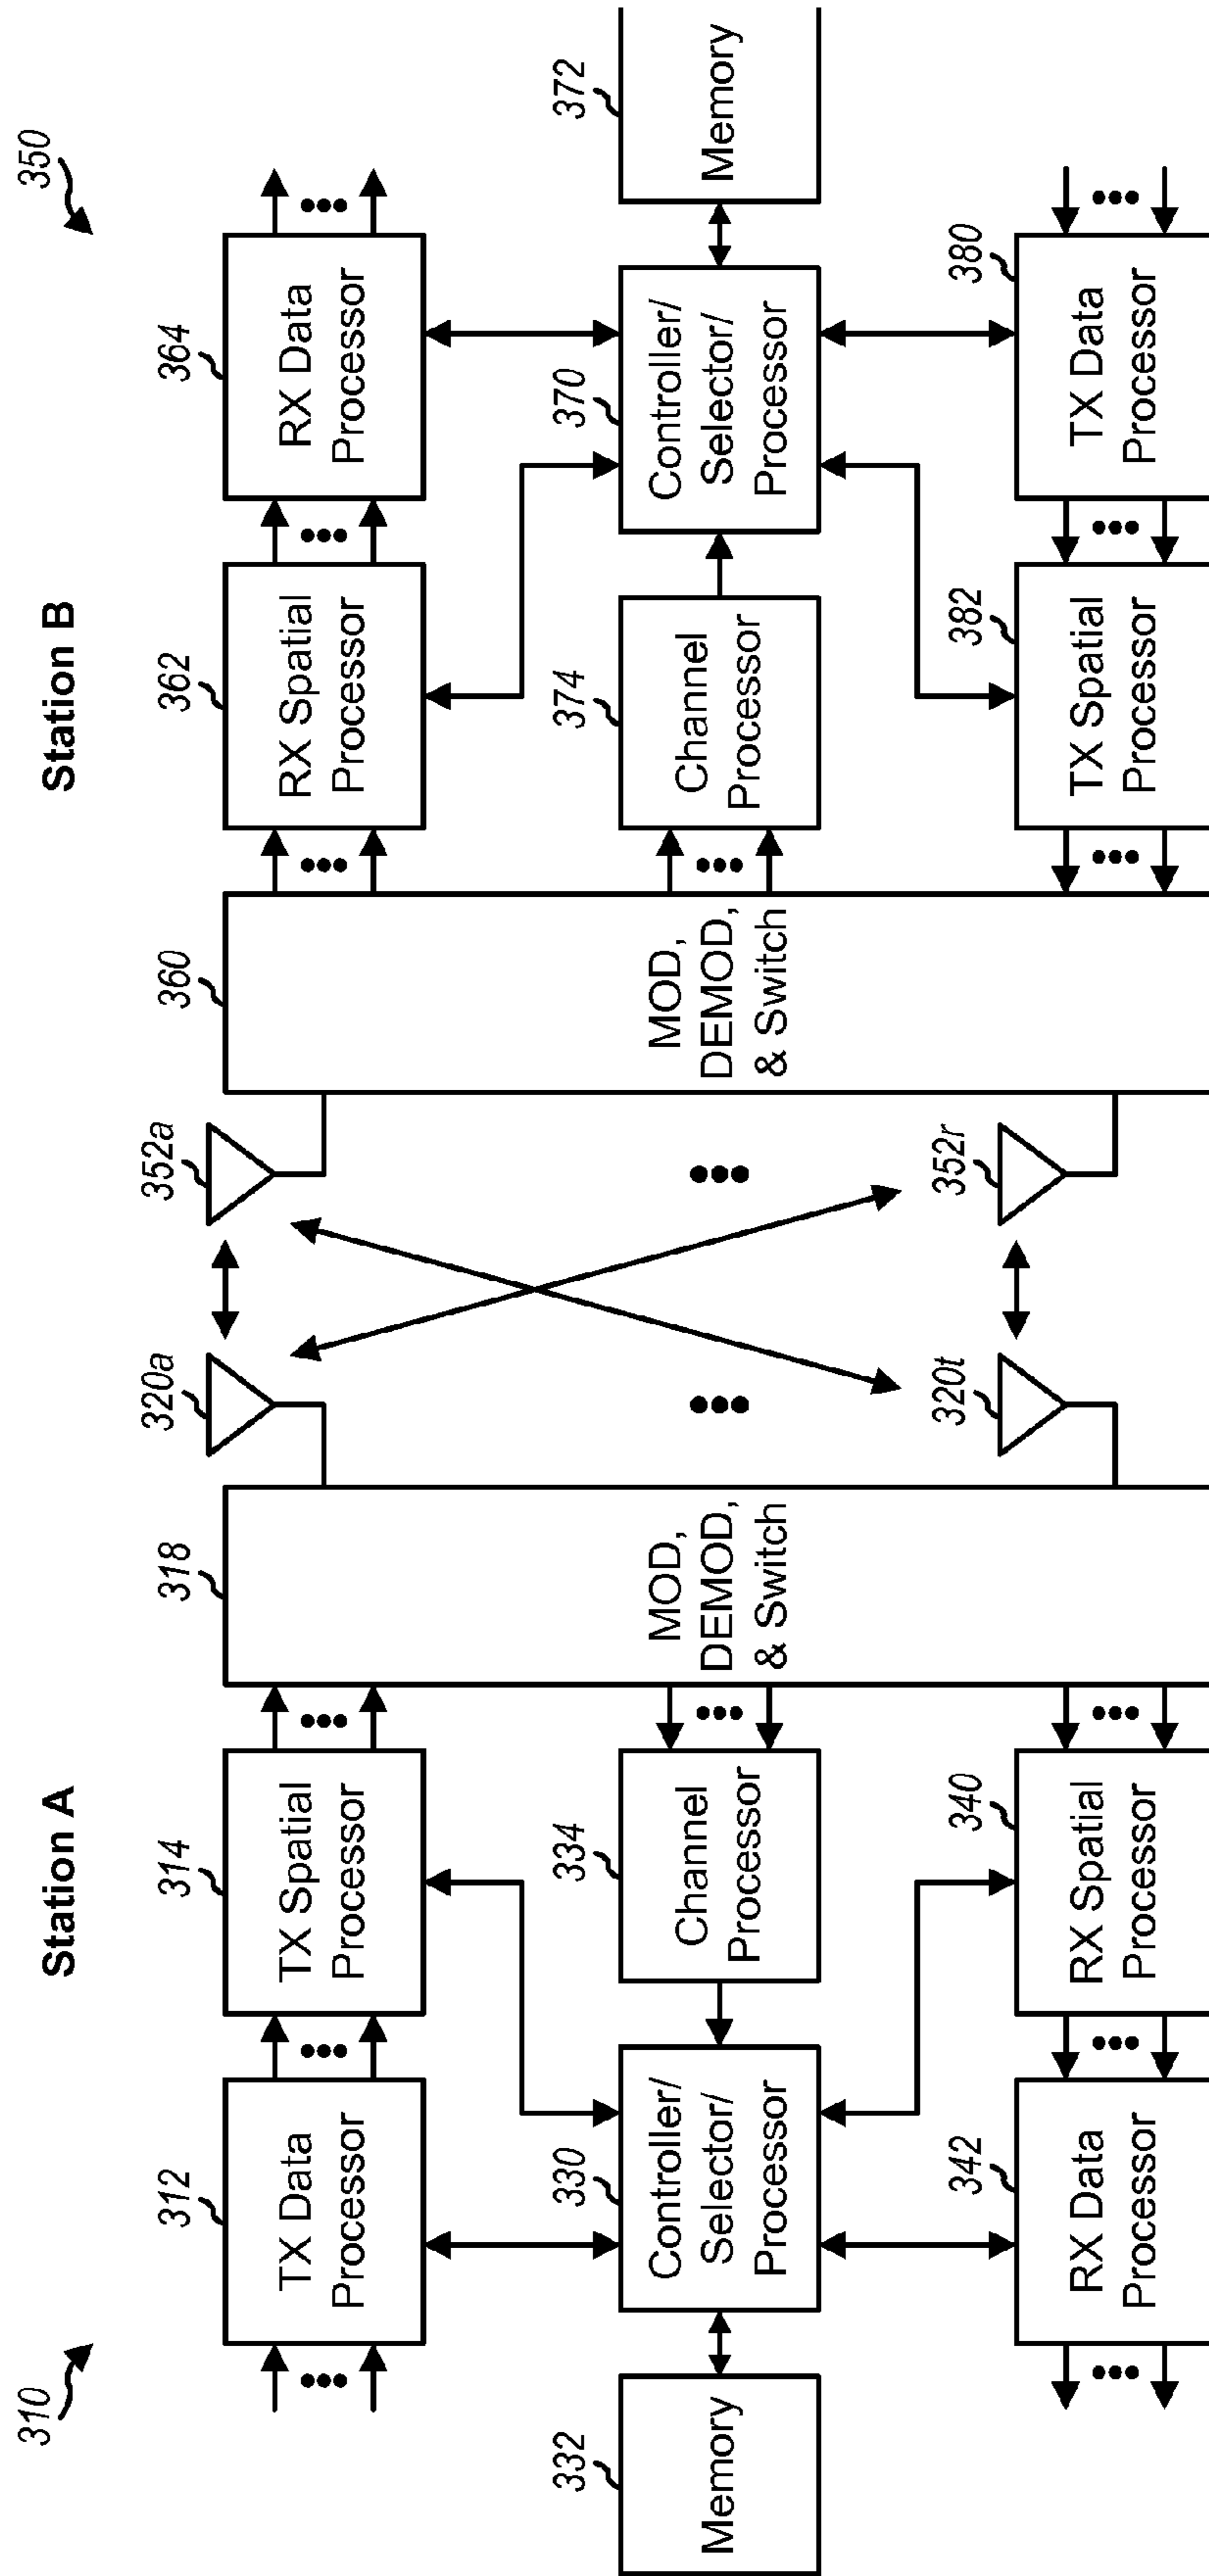 310
Station A
Station B
350
312
TX Data
Processor
314
TX Spatial
Processor
318
MOD,
DEMOD,
& Switch
320a
352a
360
MOD,
DEMOD,
& Switch
362
RX Spatial
Processor
364
RX Data
Processor
332
Memory
330
Controller/
Selector/
Processor
334
Channel
Processor
374
Channel
Processor
370
Controller/
Selector/
Processor
372
Memory
342
RX Data
Processor
340
RX Spatial
Processor
320t
352r
382
TX Spatial
Processor
380
TX Data
Processor